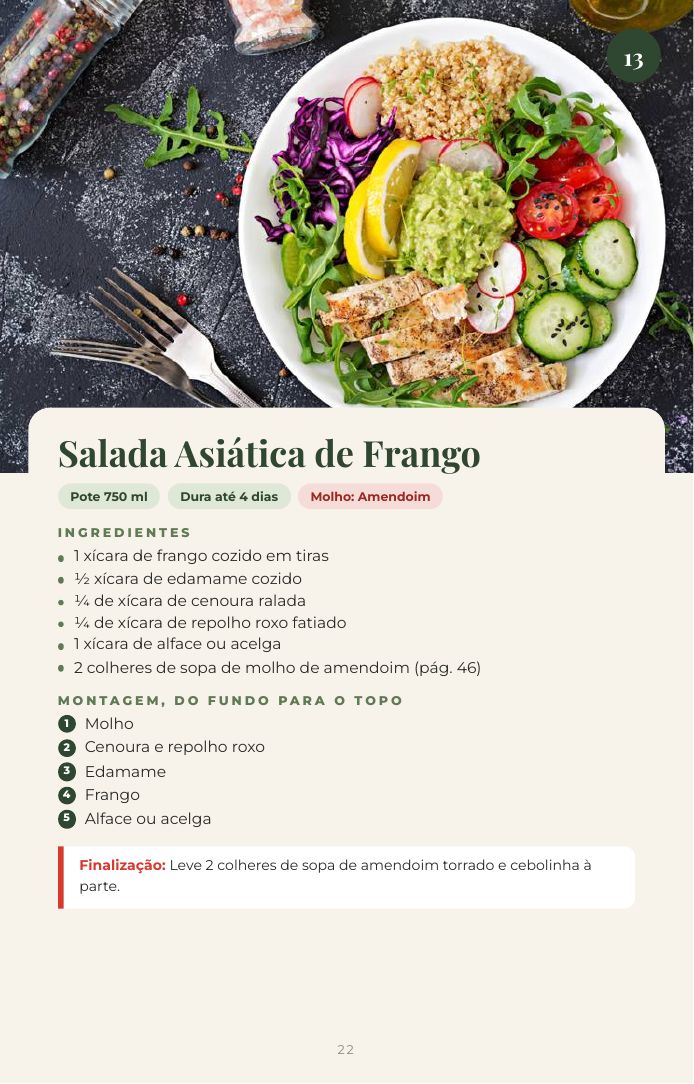 13
Salada Asiática de Frango
Pote 750 ml
Dura até 4 dias
Molho: Amendoim
INGREDIENTES
1 xícara de frango cozido em tiras
½ xícara de edamame cozido
¼ de xícara de cenoura ralada
¼ de xícara de repolho roxo fatiado
1 xícara de alface ou acelga
2 colheres de sopa de molho de amendoim (pág. 46)
MONTAGEM, DO FUNDO PARA O TOPO
1 Molho
2 Cenoura e repolho roxo
3 Edamame
4 Frango
5 Alface ou acelga
Finalização: Leve 2 colheres de sopa de amendoim torrado e cebolinha à
parte.
22